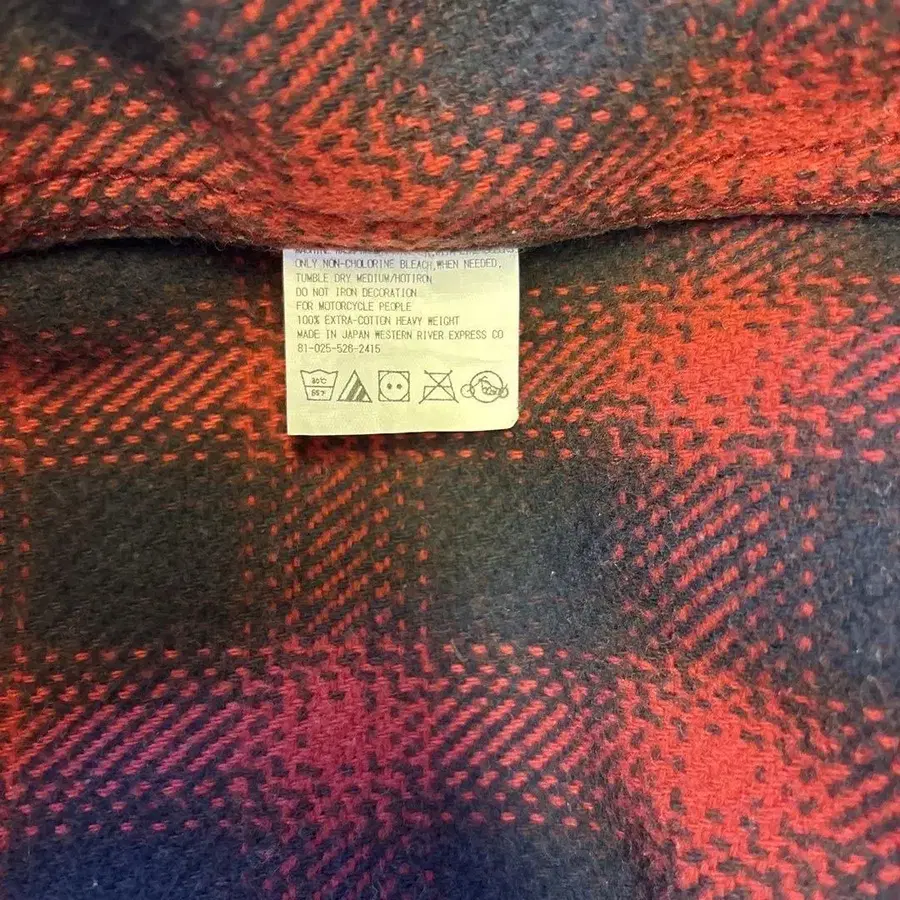 ONLY NON-CHOLORINE BLEACH,WHEN NEEDED,
TUMBLE DRY MEDIUM/HOTIRON
DO NOT IRON DECORATION
FOR MOTORCYCLE PEOPLE
100% EXTRA-COTTON HEAVY WEIGHT
MADE IN JAPAN WESTERN RIVER EXPRESS CO
81-025-526-2415